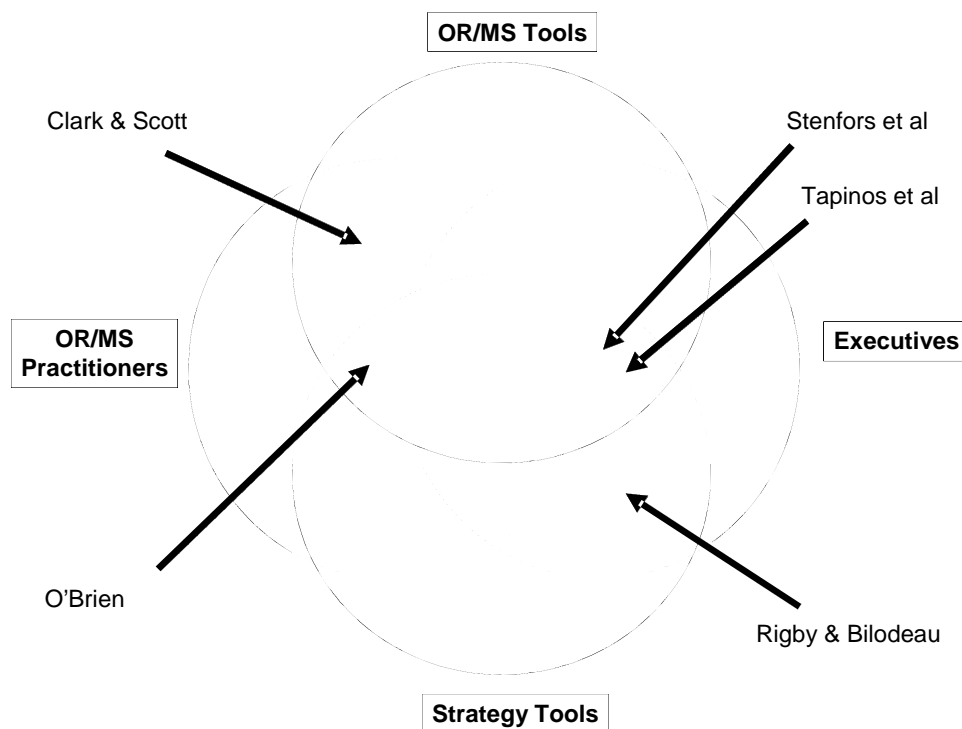 OR/MS Tools
Clark & Scott
Stenfors et al
Tapinos et al
OR/MS
Practitioners
Executives
O’Brien
Rigby & Bilodeau
Strategy Tools